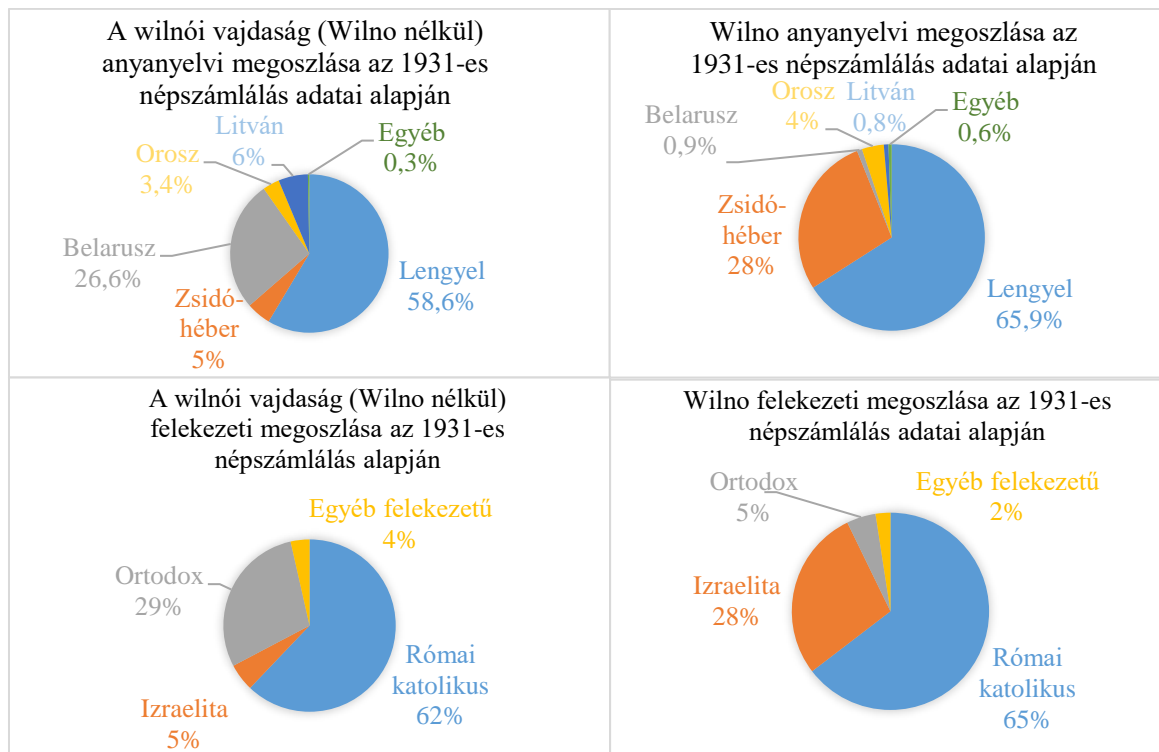 A wilnói vajdaság (Wilno nélkül)
anyanyelvi megoszlása az 1931-es
népszámlálás adatai alapján
Litván
6%
Egyéb
0,3%
Orosz
3,4%
Belarusz
26,6%
Lengyel
58,6%
Zsidó-
héber
5%
Wilno anyanyelvi megoszlása az
1931-es népszámlálás adatai alapján
Orosz
4%
Litván
0,8%
Egyéb
0,6%
Belarusz
0,9%
Zsidó-
héber
28%
Lengyel
65,9%
A wilnói vajdaság (Wilno nélkül)
felekezeti megoszlása az 1931-es
népszámlálás alapján
Egyéb felekezetű
4%
Ortodox
29%
Római
katolikus
62%
Izraelita
5%
Wilno felekezeti megoszlása az 1931-es
népszámlálás adatai alapján
Ortodox
5%
Egyéb felekezetű
2%
Izraelita
28%
Római
katolikus
65%